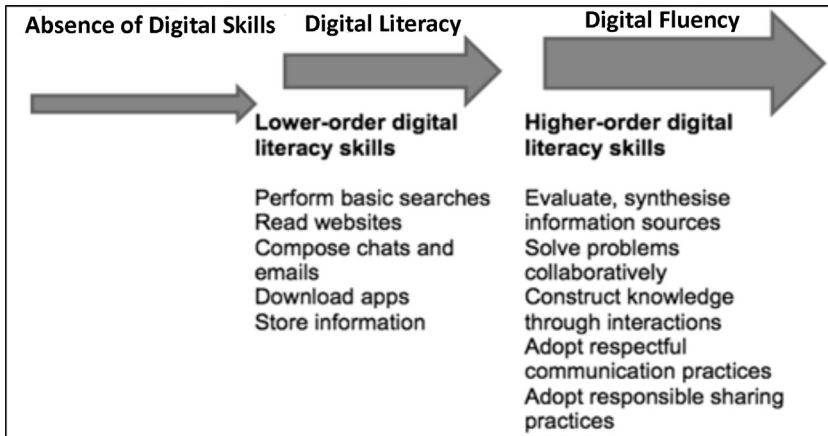 Absence of Digital Skills
Digital Literacy
Digital Fluency
Lower-order digital
literacy skills
Perform basic searches
Read websites
Compose chats and
emails
Download apps
Store information
Higher-order digital
literacy skills
Evaluate, synthesise
information sources
Solve problems
collaboratively
Construct knowledge
through interactions
Adopt respectful
communication practices
Adopt responsible sharing
practices